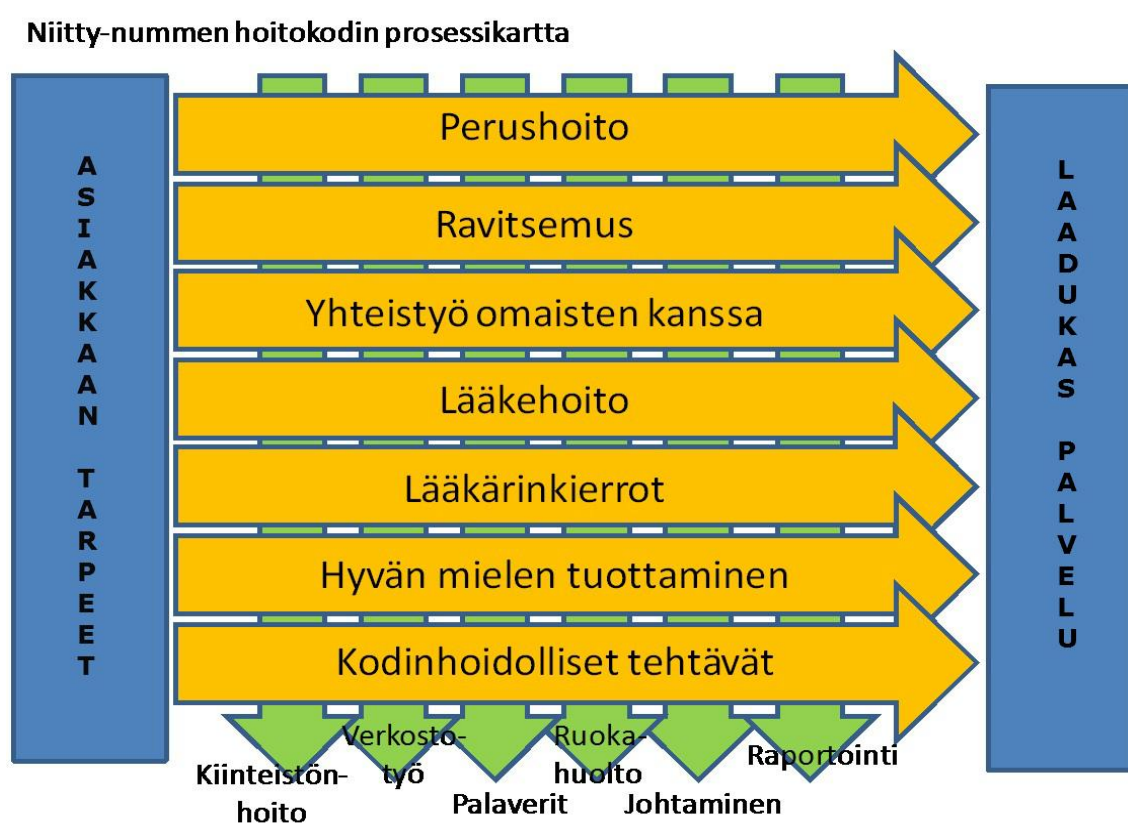 Niitty-nummen hoitokodin prosessikartta
ASIAKKAAN TARPEET
Perushoito
Ravitsemus
Yhteistyö omaisten kanssa
Lääkehoito
Lääkärinkierrot
Hyvän mielen tuottaminen
Kodinhoidolliset tehtävät
LAADUKAS PALVELU
Kiinteistön-
hoito
Verkosto-
työ
Palaverit
Ruoka-
huolto
Johtaminen
Raportointi